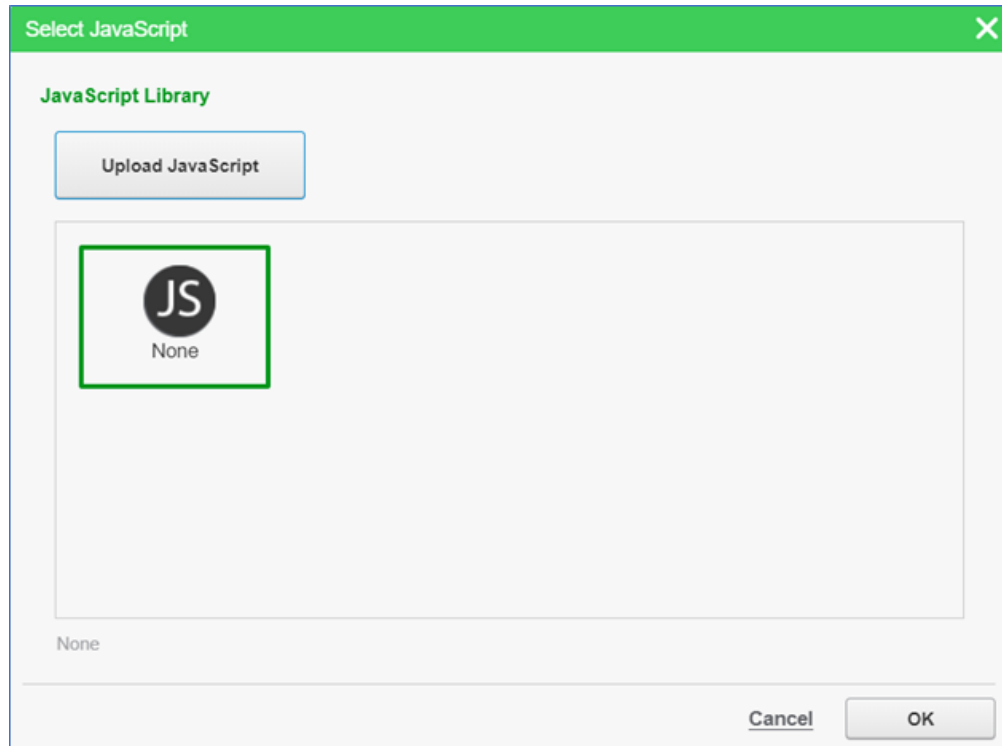 Select JavaScript
JavaScript Library
Upload JavaScript
JS
None
None
Cancel
OK